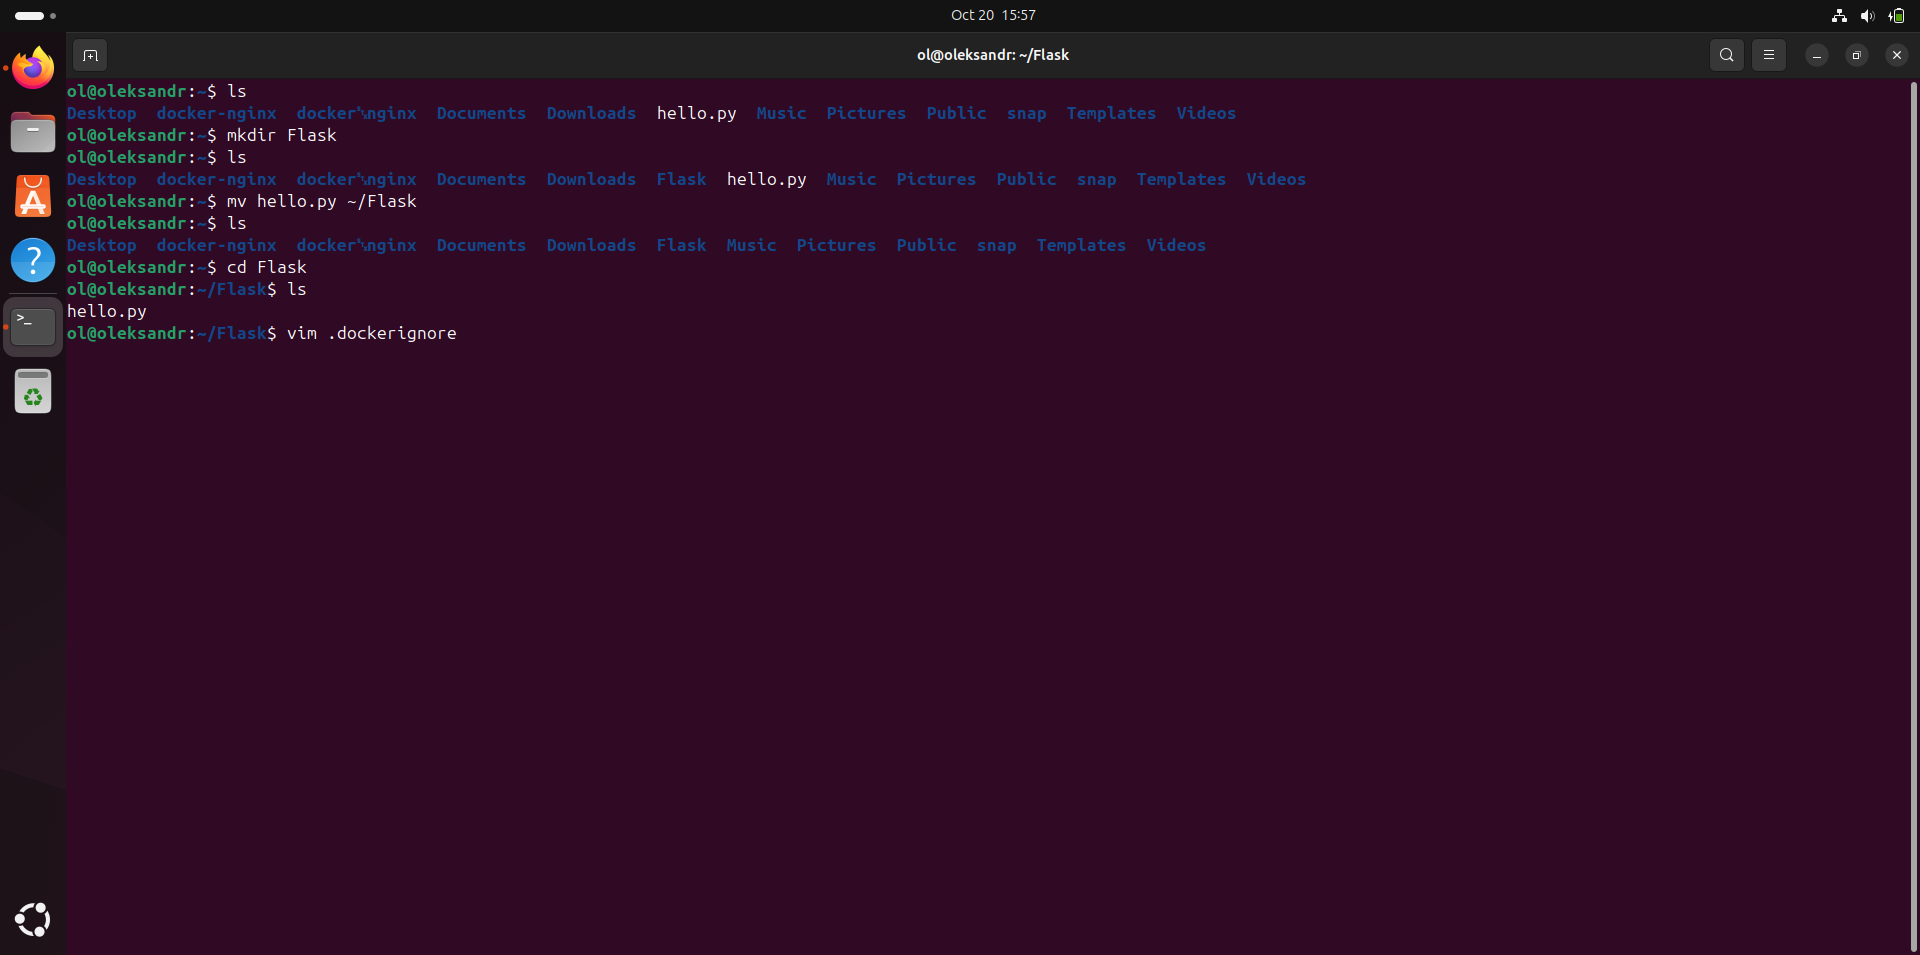 Oct 20 15:57
ol@oleksandr: ~/Flask
ol@oleksandr:~$ ls
Desktop docker-nginx docker␤nginx Documents Downloads hello.py Music Pictures Public snap Templates Videos
ol@oleksandr:~$ mkdir Flask
ol@oleksandr:~$ ls
Desktop docker-nginx docker␤nginx Documents Downloads Flask hello.py Music Pictures Public snap Templates Videos
ol@oleksandr:~$ mv hello.py ~/Flask
ol@oleksandr:~$ ls
Desktop docker-nginx docker␤nginx Documents Downloads Flask Music Pictures Public snap Templates Videos
ol@oleksandr:~$ cd Flask
ol@oleksandr:~/Flask$ ls
hello.py
ol@oleksandr:~/Flask$ vim .dockerignore